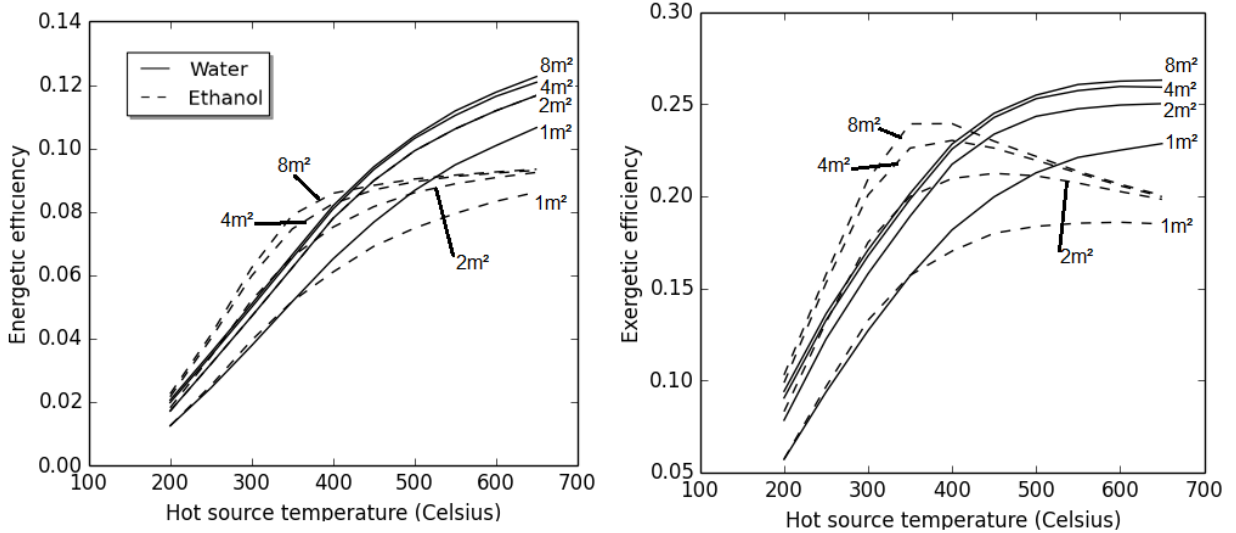 0.14
0.12
0.10
0.08
0.06
0.04
0.02
0.00
Energetic efficiency
Water
Ethanol
8m²
4m²
2m²
1m²
8m²
4m²
2m²
1m²
100 200 300 400 500 600 700
Hot source temperature (Celsius)
0.30
0.25
0.20
0.15
0.10
0.05
Exergetic efficiency
8m²
4m²
2m²
1m²
8m²
4m²
2m²
1m²
100 200 300 400 500 600 700
Hot source temperature (Celsius)